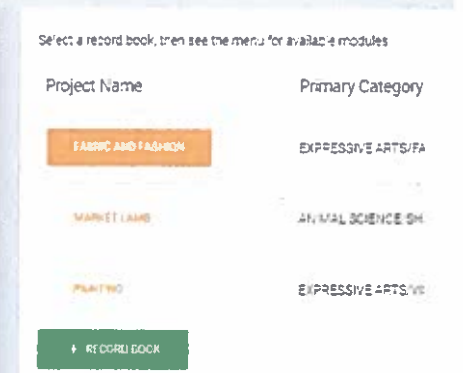 Select a record book, then see the menu for available modules
Project Name Primary Category
FABRIC AND FASHION EXPRESSIVE ARTS/FA
MARKET LAMB ANIMAL SCIENCE/SH
PAINTING EXPRESSIVE ARTS/VI
+ RECORD BOOK